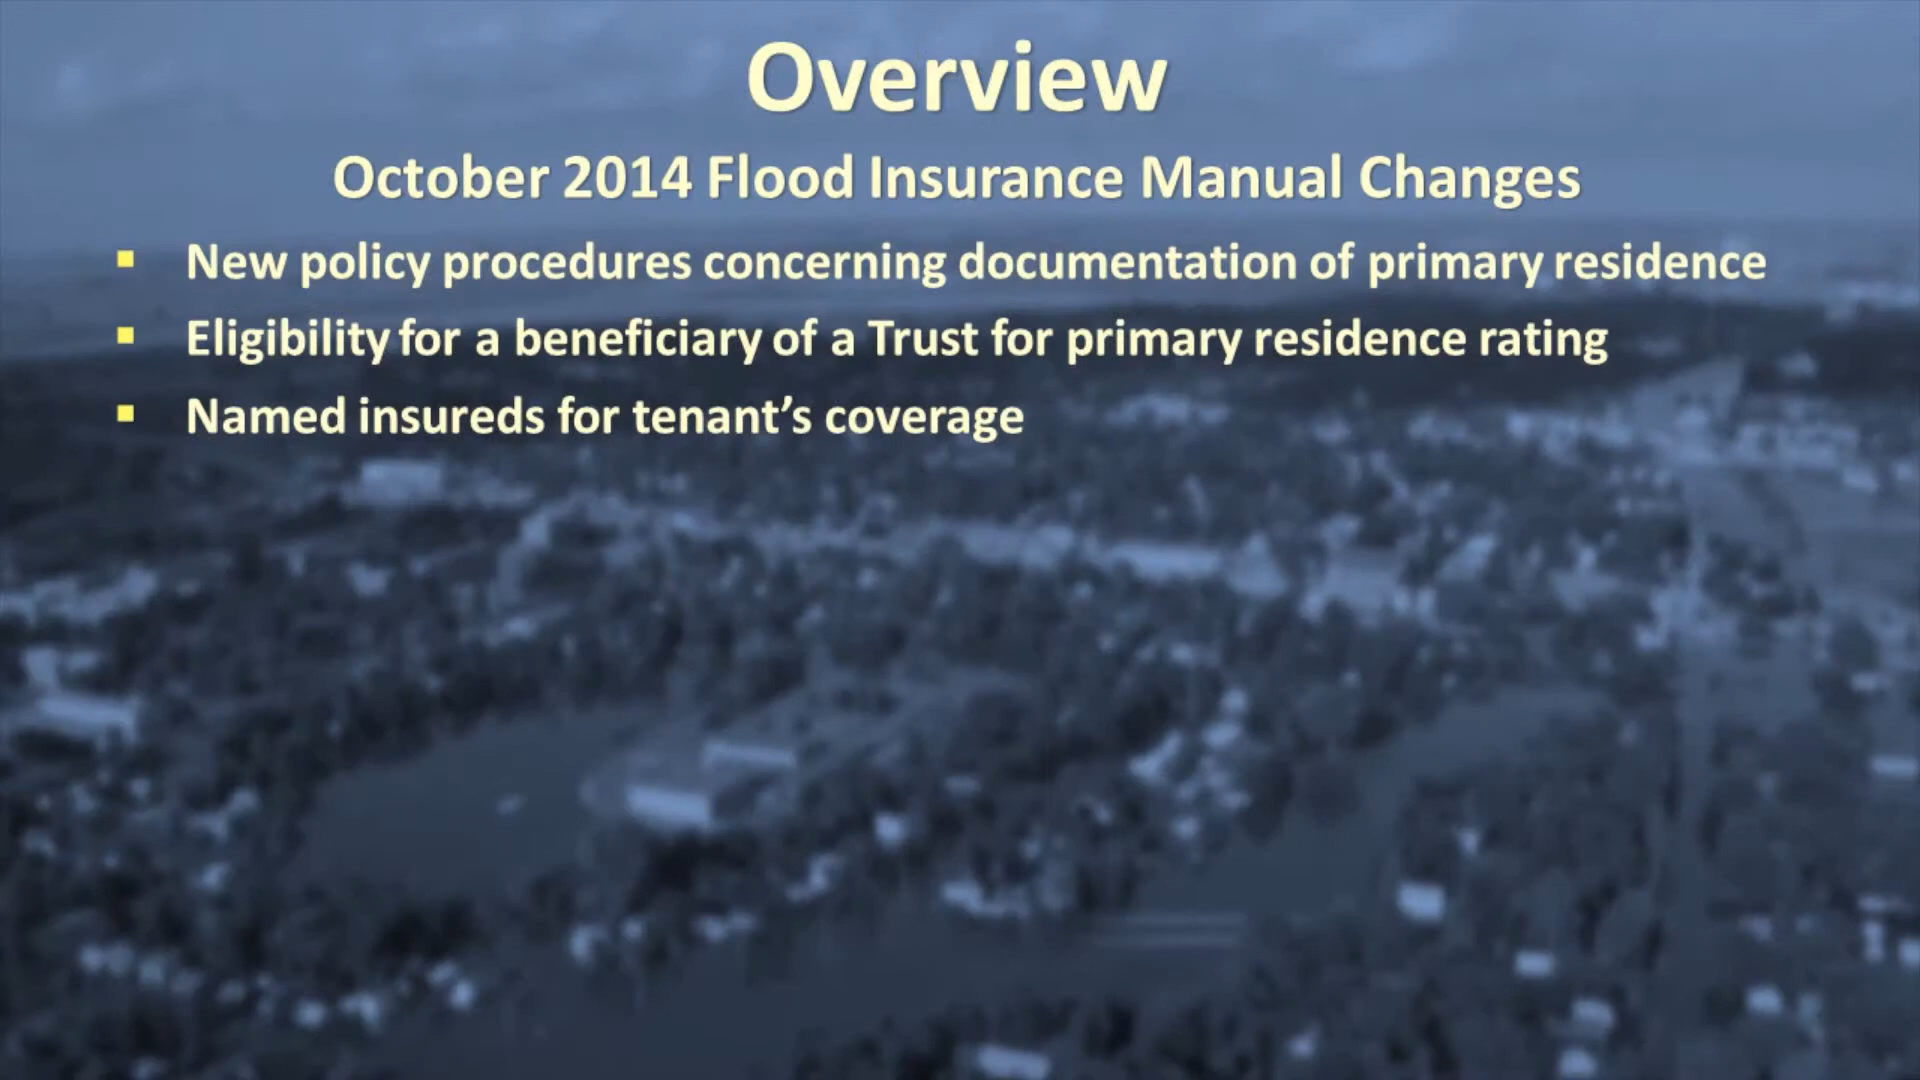 Overview
October 2014 Flood Insurance Manual Changes
▪ New policy procedures concerning documentation of primary residence
▪ Eligibility for a beneficiary of a Trust for primary residence rating
▪ Named insureds for tenant’s coverage